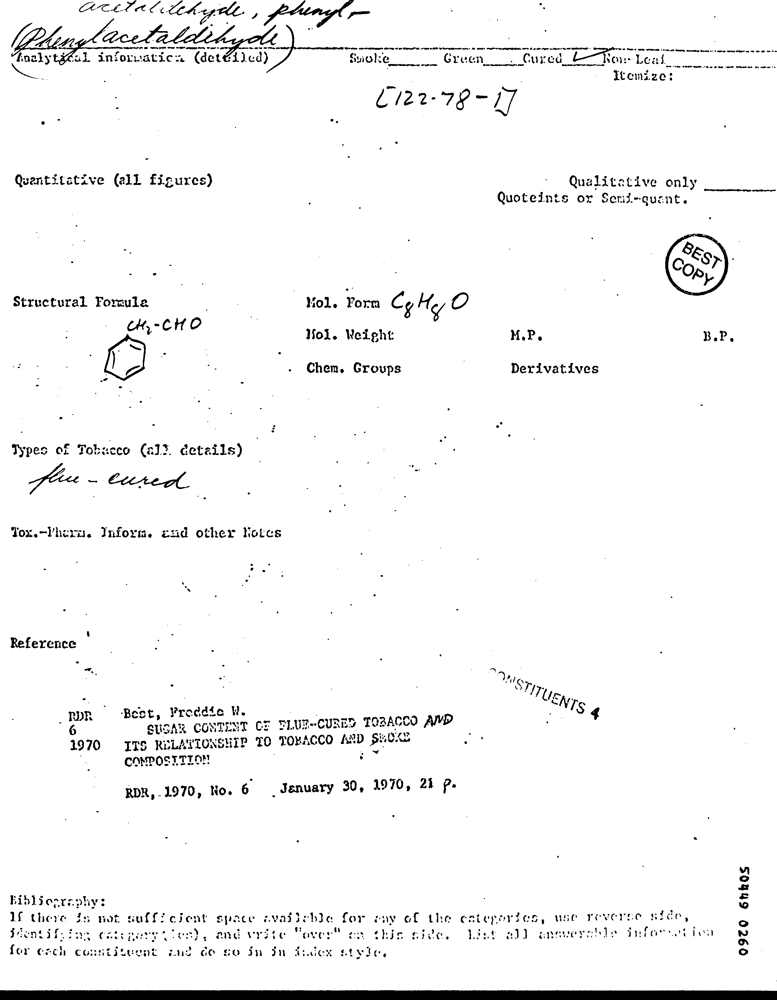 acetaldehyde, phenyl-
(Phenylacetaldehyde)
Analytical information (detailed) Smoke Green Cured ✓ Non-Leaf
Itemize:
[122-78-1]
Quantitative (all figures) Qualitative only
Quoteints or Semi-quant.
BEST
COPY
Structural Formula Mol. Form C8H8O
CH2-CHO
Mol. Weight M.P. B.P.
Chem. Groups Derivatives
Types of Tobacco (all details)
flue-cured
Tox.-Pharm. Inform. and other Notes
Reference
CONSTITUENTS 4
RDR Best, Freddie W.
6 SUGAR CONTENT OF FLUE-CURED TOBACCO AND
1970 ITS RELATIONSHIP TO TOBACCO AND SMOKE
COMPOSITION
RDR, 1970, No. 6 January 30, 1970, 21 p.
50449 0260
Bibliography:
If there is not sufficient space available for any of the categories, use reverse side,
identifying category(ies), and write "over" on this side. List all answerable information
for each constituent and do so in in index style.